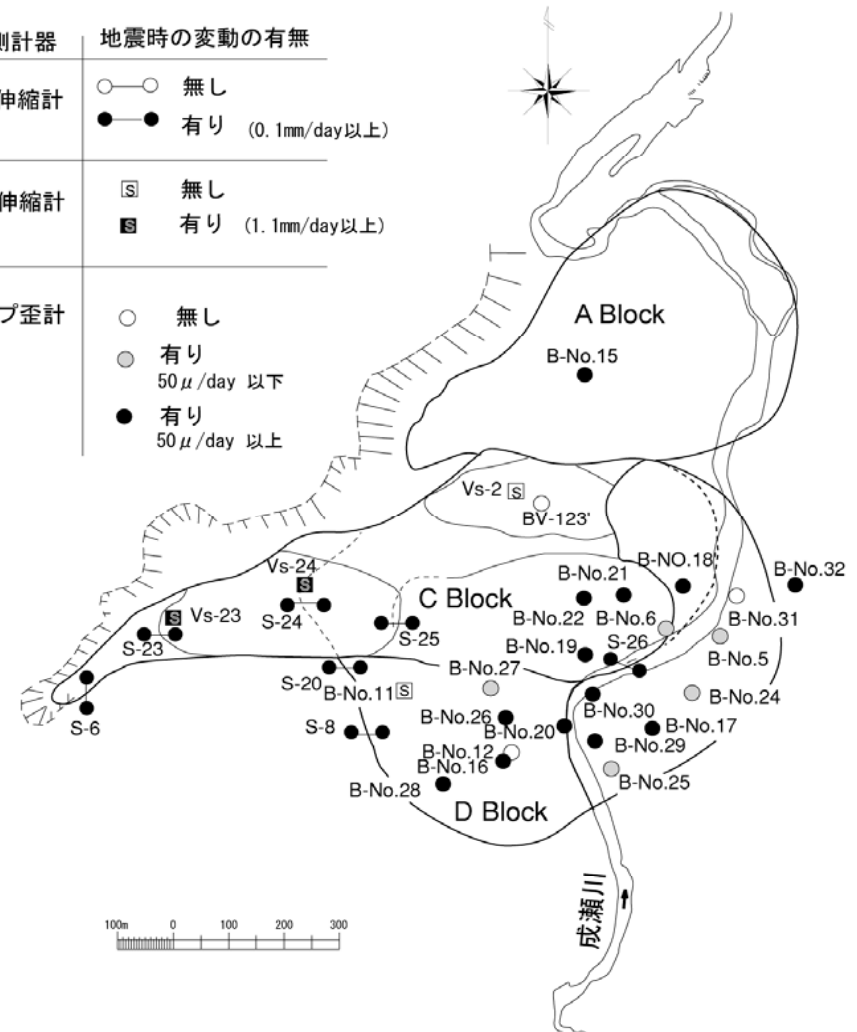 測計器 地震時の変動の有無
伸縮計
無し
有り (0.1mm/day以上)
伸縮計
無し
有り (1.1mm/day以上)
プ歪計
無し
有り
50μ/day 以下
有り
50μ/day 以上
A Block
B-No.15
Vs-2 S
BV-123'
Vs-24
S
S-24
Vs-23
S
S-23
C Block
S-25
B-No.21
B-NO.18
B-No.32
B-No.22
B-No.6
B-No.31
B-No.19
S-26
B-No.5
S-20
B-No.11 S
B-No.27
B-No.24
S-6
S-8
B-No.26
B-No.20
B-No.30
B-No.17
B-No.12
B-No.29
B-No.16
B-No.25
B-No.28
D Block
成瀬川
100m 0 100 200 300